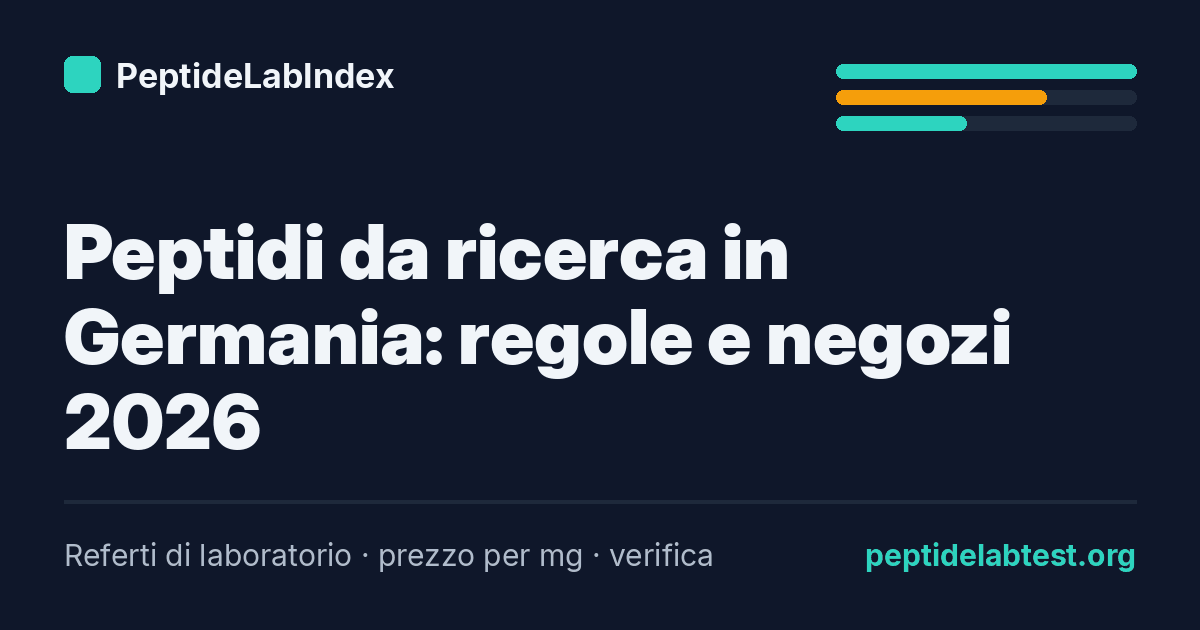 PeptideLabIndex
Peptidi da ricerca in
Germania: regole e negozi
2026
Referti di laboratorio · prezzo per mg · verifica
peptidelabtest.org